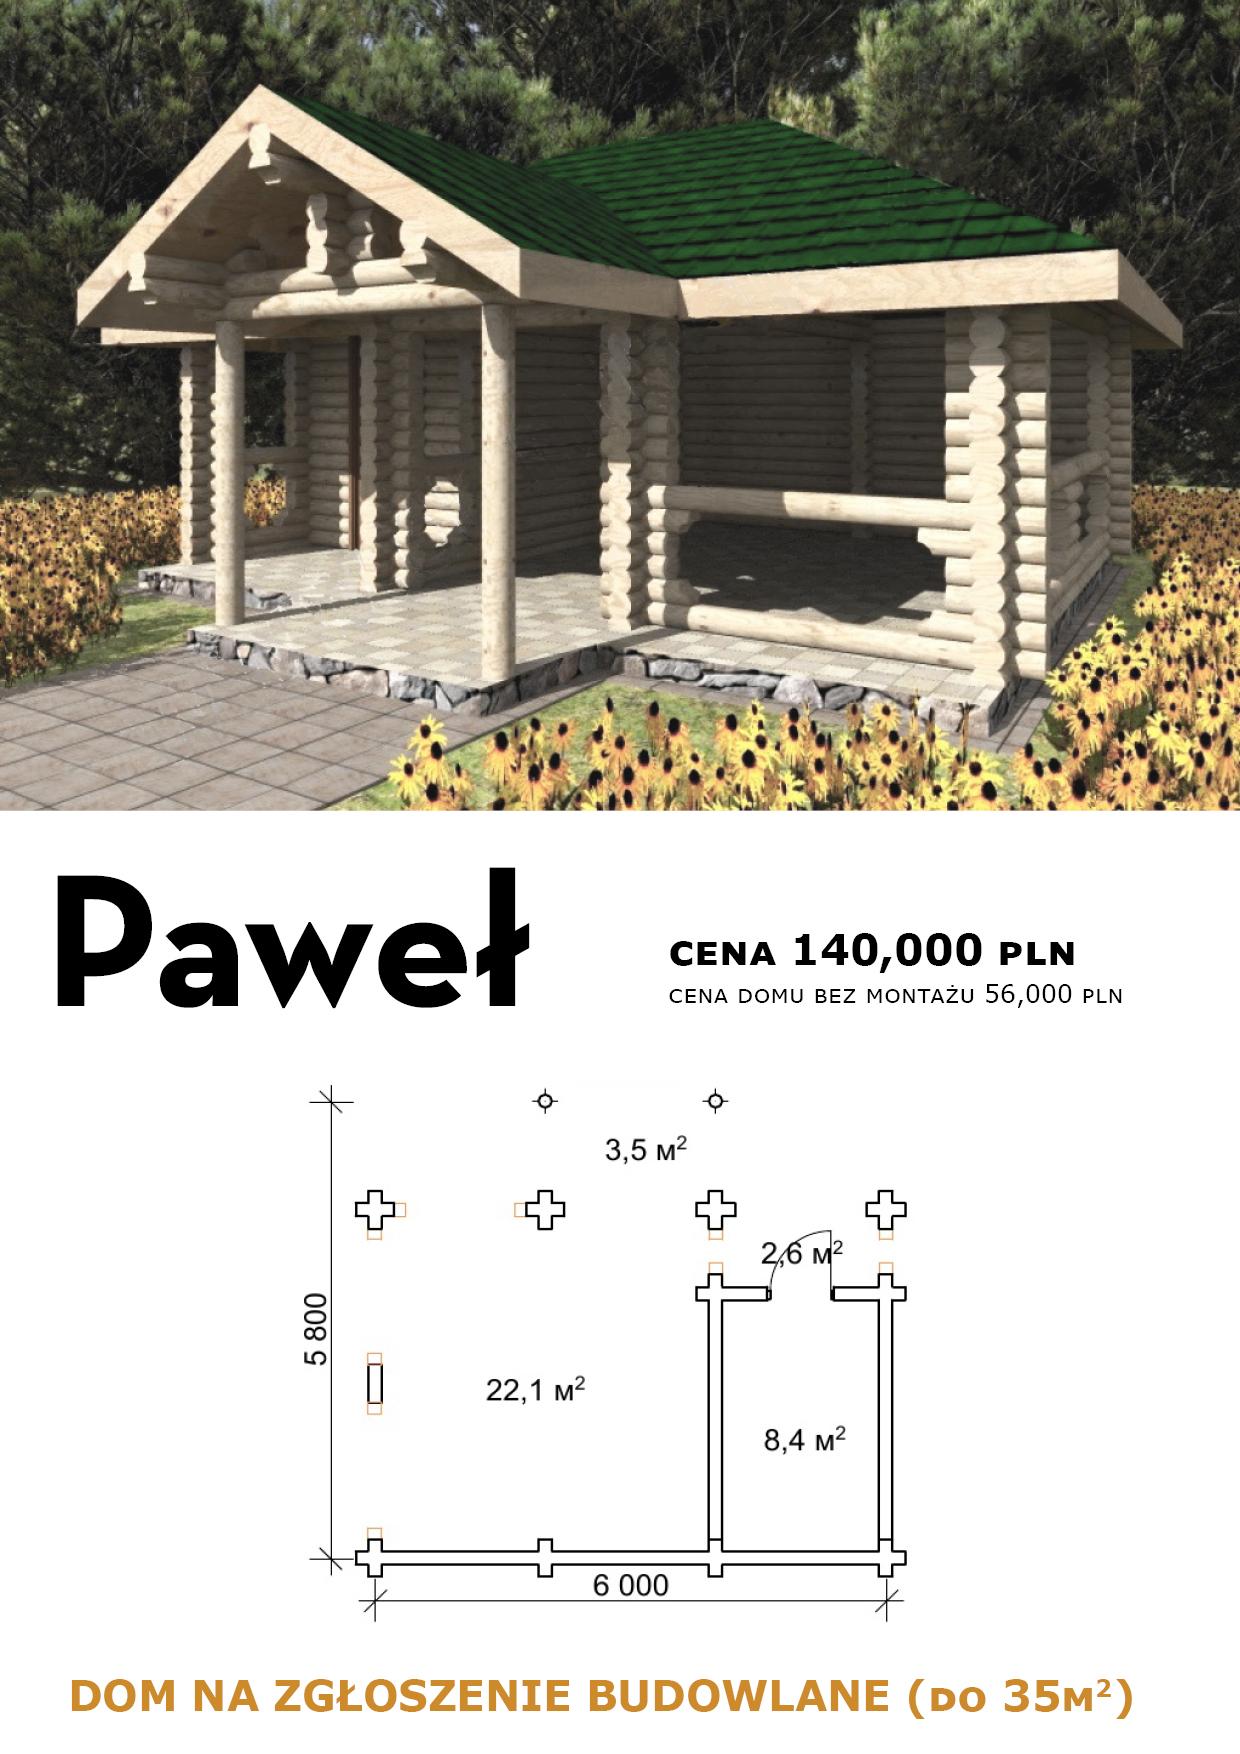 Paweł
CENA 140,000 PLN
CENA DOMU BEZ MONTAŻU 56,000 PLN
3,5 м²
2,6 м²
5 800
22,1 м²
8,4 м²
6 000
DOM NA ZGŁOSZENIE BUDOWLANE (DO 35М²)